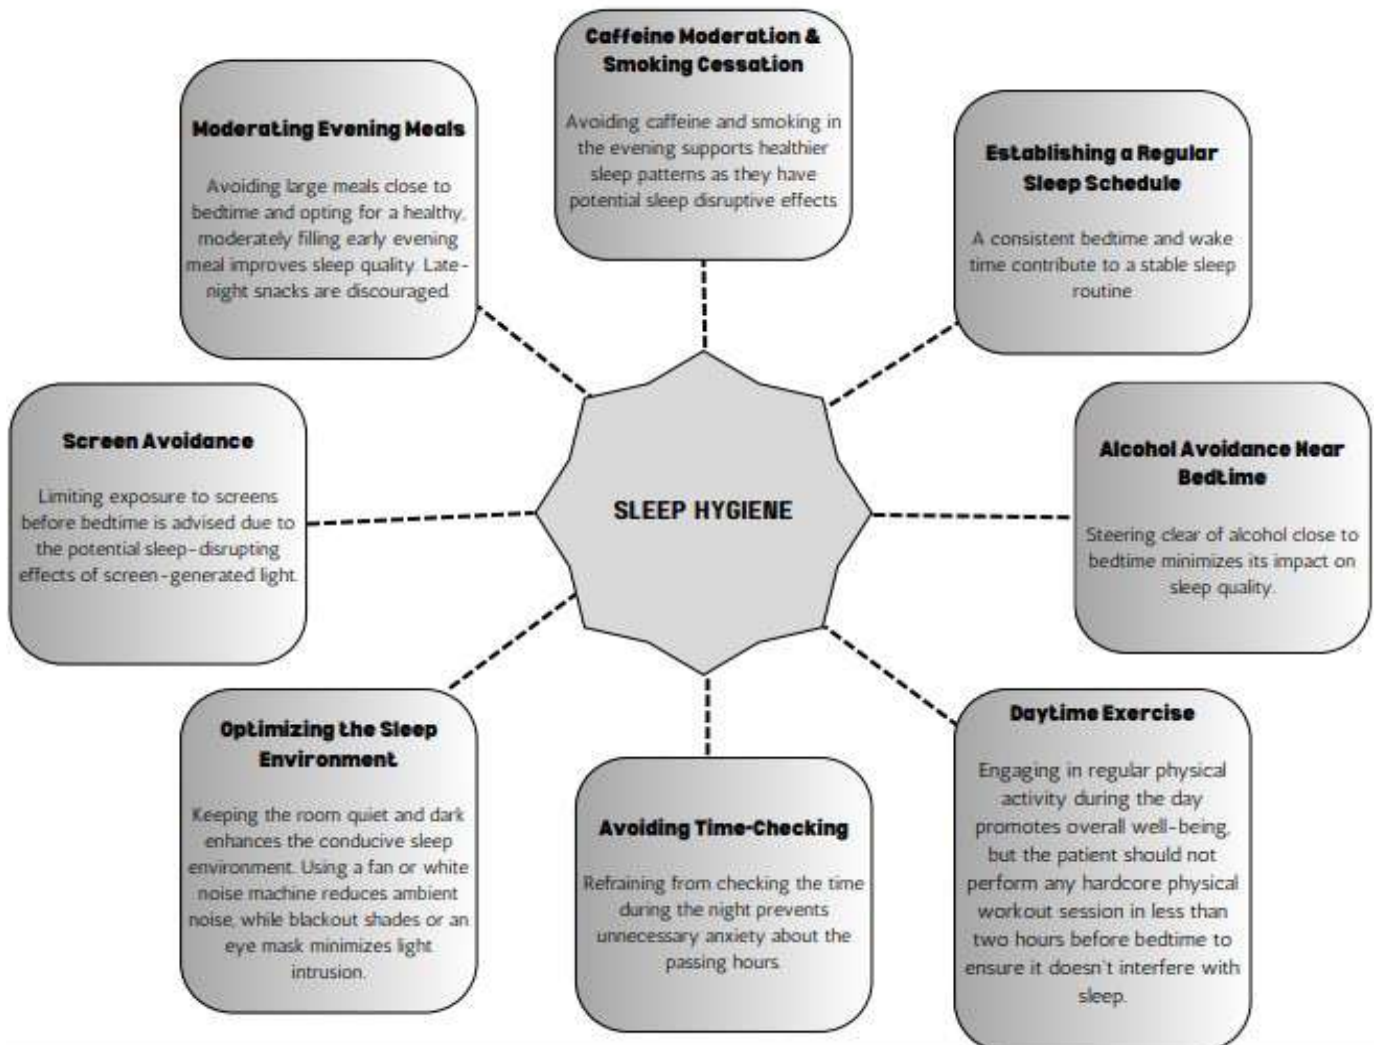 Caffeine Moderation &
Smoking Cessation
Avoiding caffeine and smoking in
the evening supports healthier
sleep patterns as they have
potential sleep disruptive effects
Moderating Evening Meals
Avoiding large meals close to
bedtime and opting for a healthy,
moderately filling early evening
meal improves sleep quality. Late-
night snacks are discouraged.
Establishing a Regular
Sleep Schedule
A consistent bedtime and wake
time contribute to a stable sleep
routine
Screen Avoidance
Limiting exposure to screens
before bedtime is advised due to
the potential sleep-disrupting
effects of screen-generated light.
SLEEP HYGIENE
Alcohol Avoidance Near
Bedtime
Steering clear of alcohol close to
bedtime minimizes its impact on
sleep quality.
Optimizing the Sleep
Environment
Keeping the room quiet and dark
enhances the conducive sleep
environment. Using a fan or white
noise machine reduces ambient
noise, while blackout shades or an
eye mask minimizes light
intrusion.
Avoiding Time-Checking
Refraining from checking the time
during the night prevents
unnecessary anxiety about the
passing hours
Daytime Exercise
Engaging in regular physical
activity during the day
promotes overall well-being,
but the patient should not
perform any hardcore physical
workout session in less than
two hours before bedtime to
ensure it doesn't interfere with
sleep.